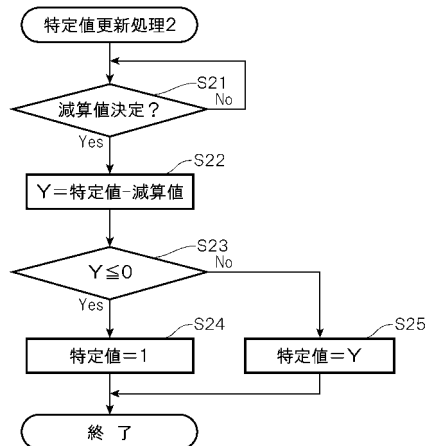 特定値更新処理2
S21
減算値決定？
No
Yes
S22
Y＝特定値-減算値
S23
Y≦0
No
Yes
S24
特定値＝1
S25
特定値＝Y
終 了